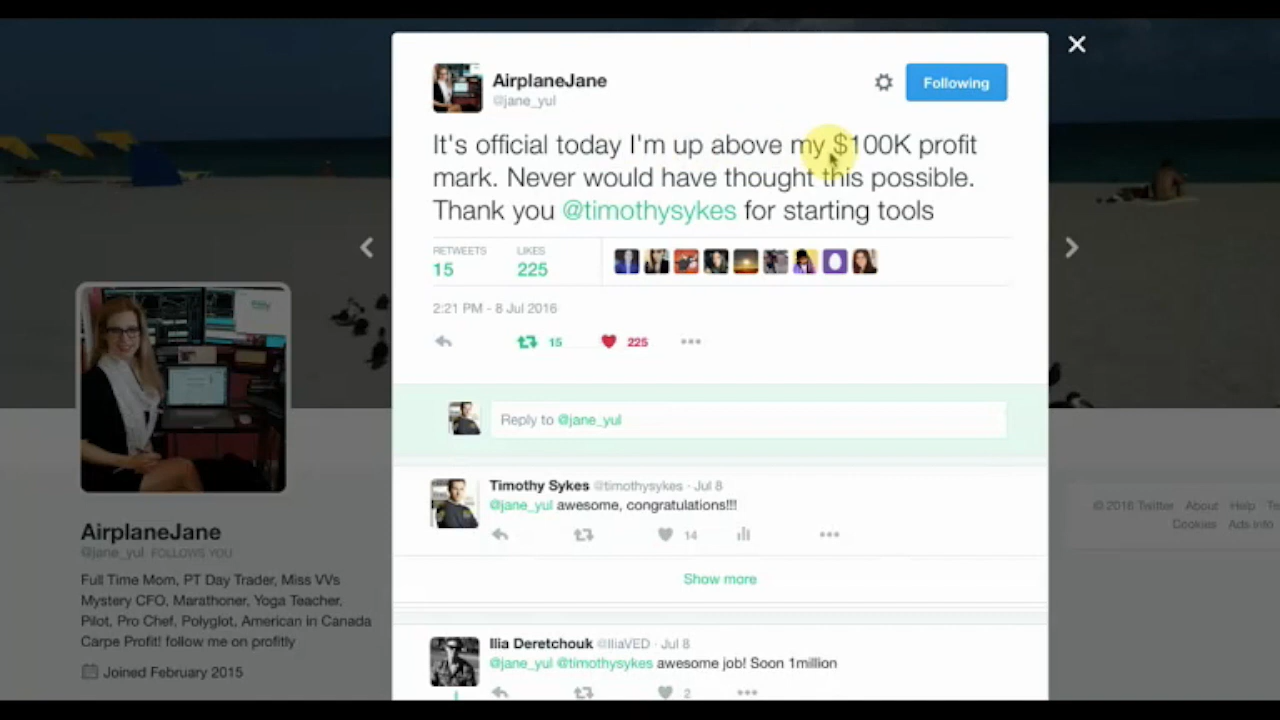 AirplaneJane
@jane_yul
Following
It's official today I'm up above my $100K profit
mark. Never would have thought this possible.
Thank you @timothysykes for starting tools
RETWEETS
15
LIKES
225
2:21 PM - 8 Jul 2016
15
225
Reply to @jane_yul
Timothy Sykes @timothysykes · Jul 8
@jane_yul awesome, congratulations!!!
14
Show more
Ilia Deretchouk @IliaVED · Jul 8
@jane_yul @timothysykes awesome job! Soon 1million
2
AirplaneJane
@jane_yul FOLLOWS YOU
Full Time Mom, PT Day Trader, Miss VVs
Mystery CFO, Marathoner, Yoga Teacher,
Pilot, Pro Chef, Polyglot, American in Canada
Carpe Profit! follow me on profitly
Joined February 2015
© 2016 Twitter About Help Te
Cookies Ads info